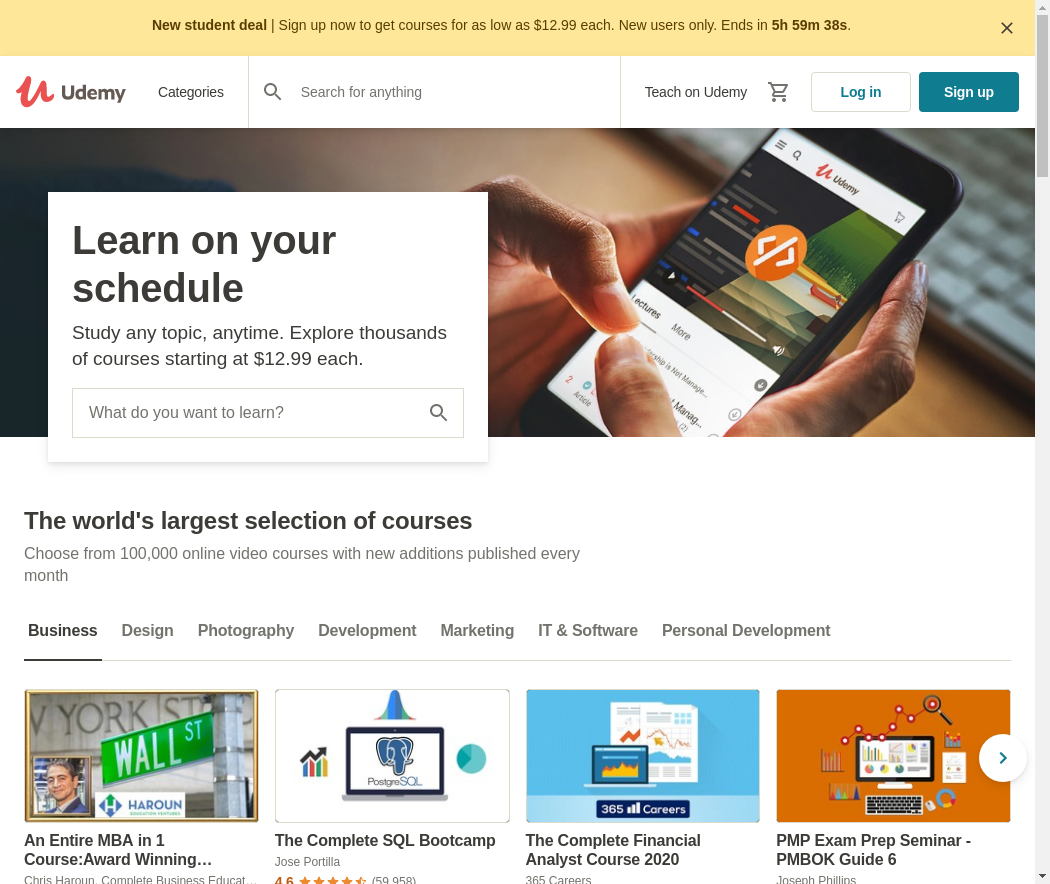 New student deal | Sign up now to get courses for as low as $12.99 each. New users only. Ends in 5h 59m 38s.
Udemy
Categories
Search for anything
Teach on Udemy
Log in
Sign up
Udemy
Learn on your
schedule
Study any topic, anytime. Explore thousands
of courses starting at $12.99 each.
What do you want to learn?
Lectures
More
The world's largest selection of courses
Choose from 100,000 online video courses with new additions published every
month
Business
Design
Photography
Development
Marketing
IT & Software
Personal Development
YORK ST
WALL ST
HAROUN
EDUCATION VENTURES
PostgreSQL
365 Careers
An Entire MBA in 1
Course:Award Winning…
Chris Haroun, Complete Business Educat…
The Complete SQL Bootcamp
Jose Portilla
4.6 (59,958)
The Complete Financial
Analyst Course 2020
365 Careers
PMP Exam Prep Seminar -
PMBOK Guide 6
Joseph Phillips